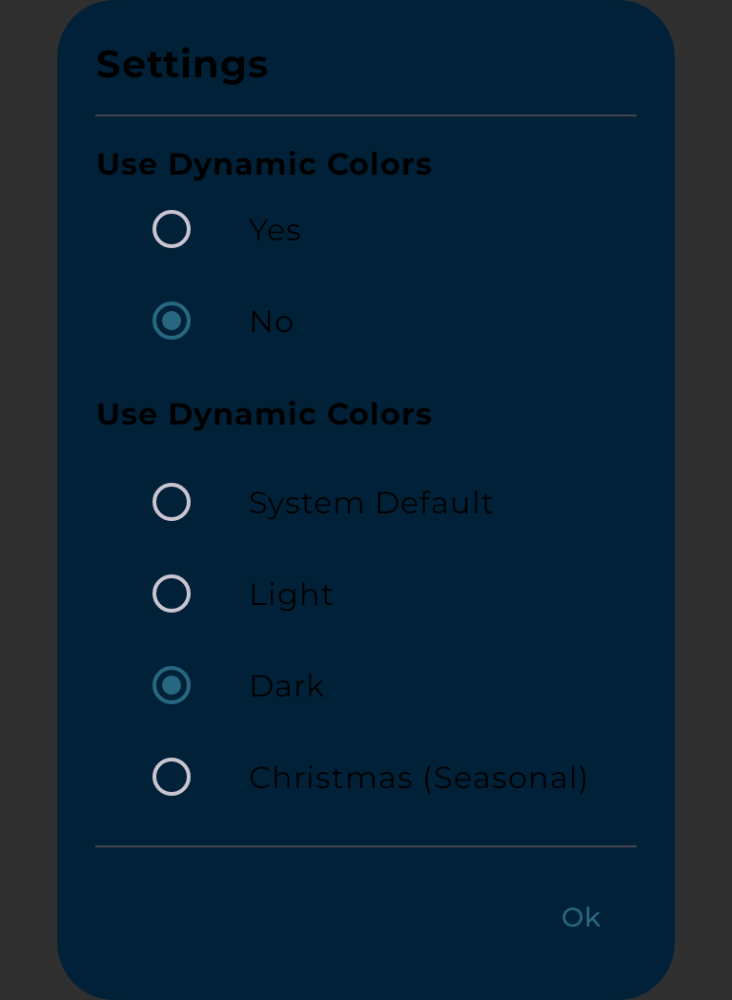 Settings
Use Dynamic Colors
Yes
No
Use Dynamic Colors
System Default
Light
Dark
Christmas (Seasonal)
Ok